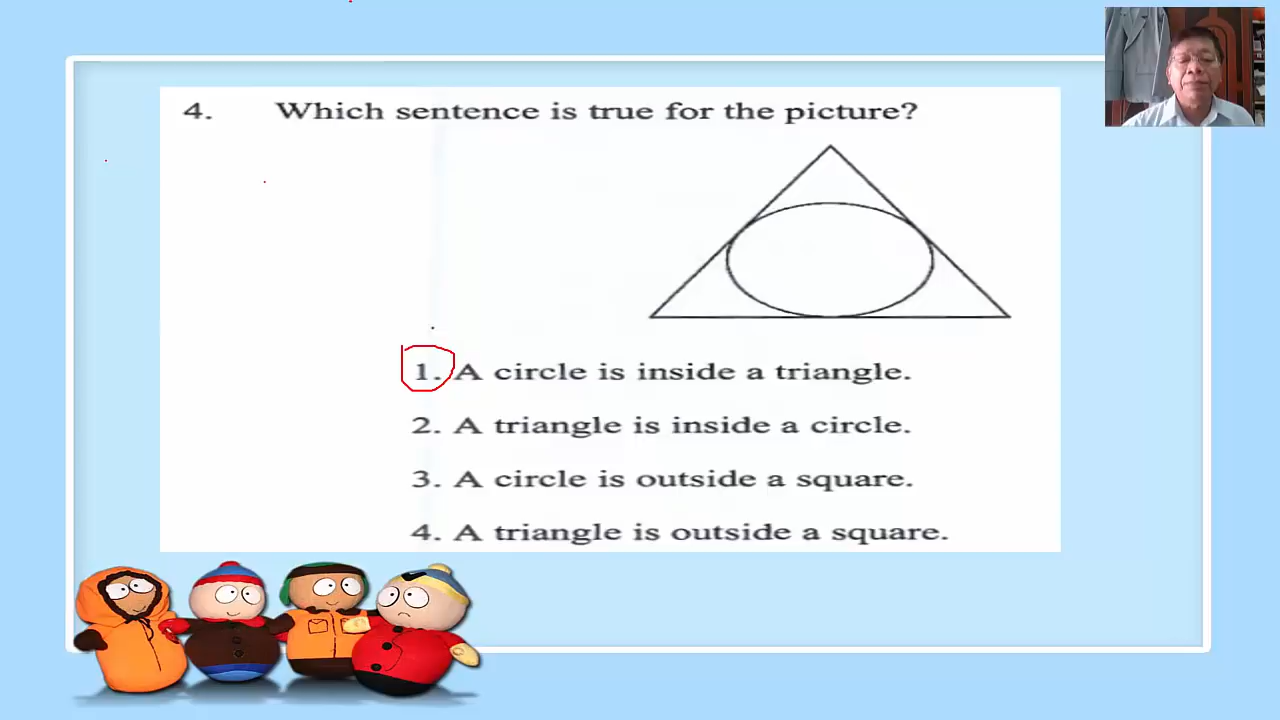 4. Which sentence is true for the picture?
1. A circle is inside a triangle.
2. A triangle is inside a circle.
3. A circle is outside a square.
4. A triangle is outside a square.